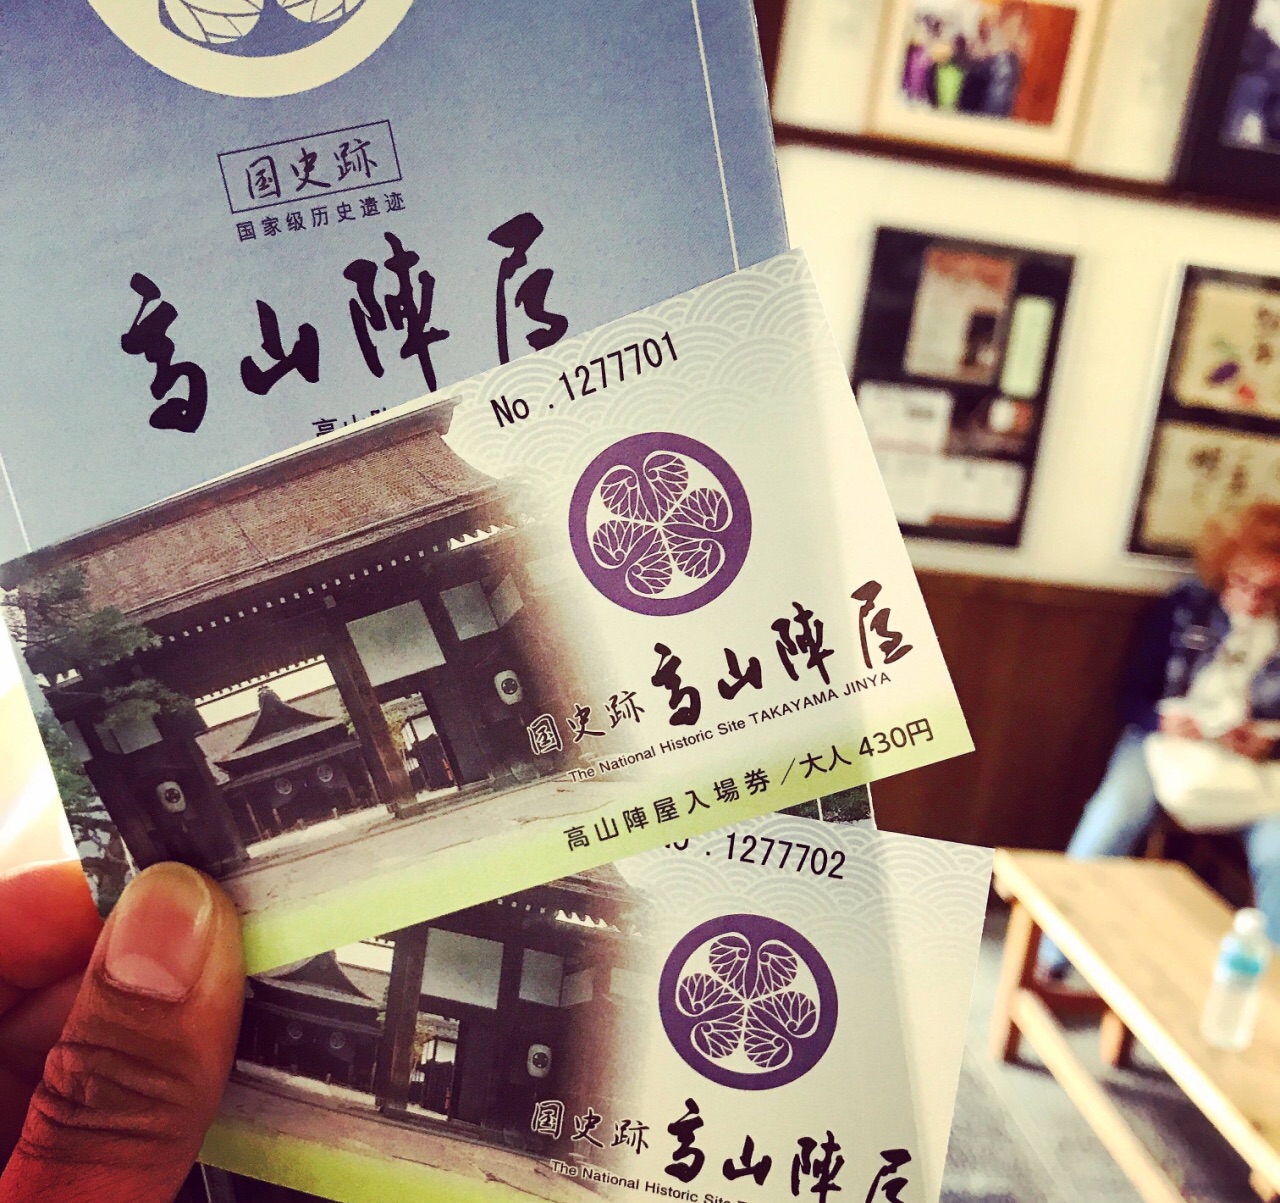 国史跡
国家级历史遗迹
高山陣屋
No .1277701
国史跡 高山陣屋
The National Historic Site TAKAYAMA JINYA
高山陣屋入場券/大人 430円
No .1277702
国史跡 高山陣屋
The National Historic Site